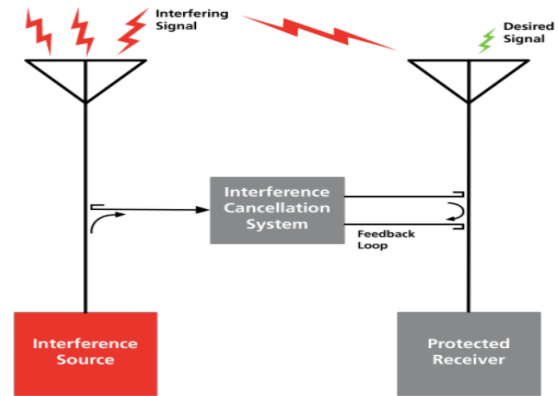 Interfering
Signal
Desired
Signal
Interference
Cancellation
System
Feedback
Loop
Interference
Source
Protected
Receiver